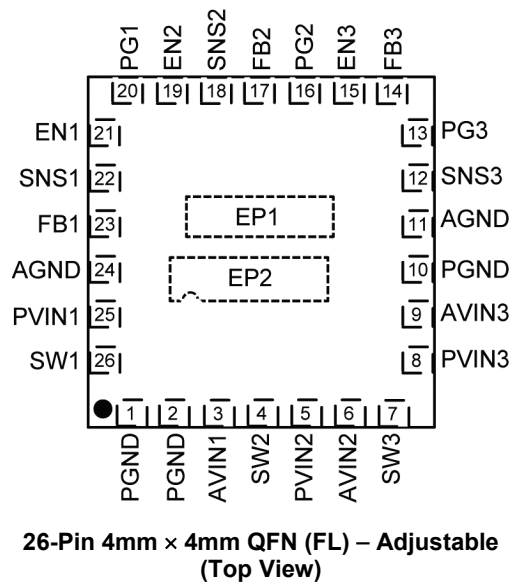 PG1 EN2 SNS2 FB2 PG2 EN3 FB3
20 19 18 17 16 15 14
EN1 21 13 PG3
SNS1 22 12 SNS3
FB1 23 EP1 11 AGND
AGND 24 EP2 10 PGND
PVIN1 25 9 AVIN3
SW1 26 8 PVIN3
1 2 3 4 5 6 7
PGND PGND AVIN1 SW2 PVIN2 AVIN2 SW3
26-Pin 4mm × 4mm QFN (FL) – Adjustable
(Top View)